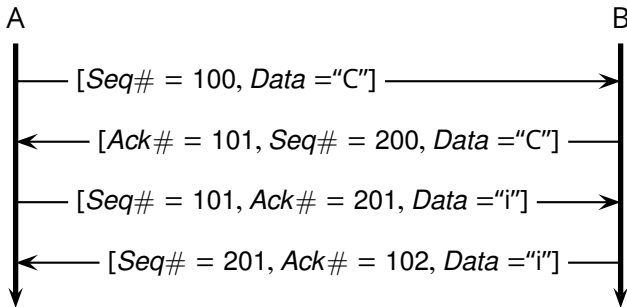 A B
[Seq# = 100, Data =“C”]
[Ack# = 101, Seq# = 200, Data =“C”]
[Seq# = 101, Ack# = 201, Data =“i”]
[Seq# = 201, Ack# = 102, Data =“i”]